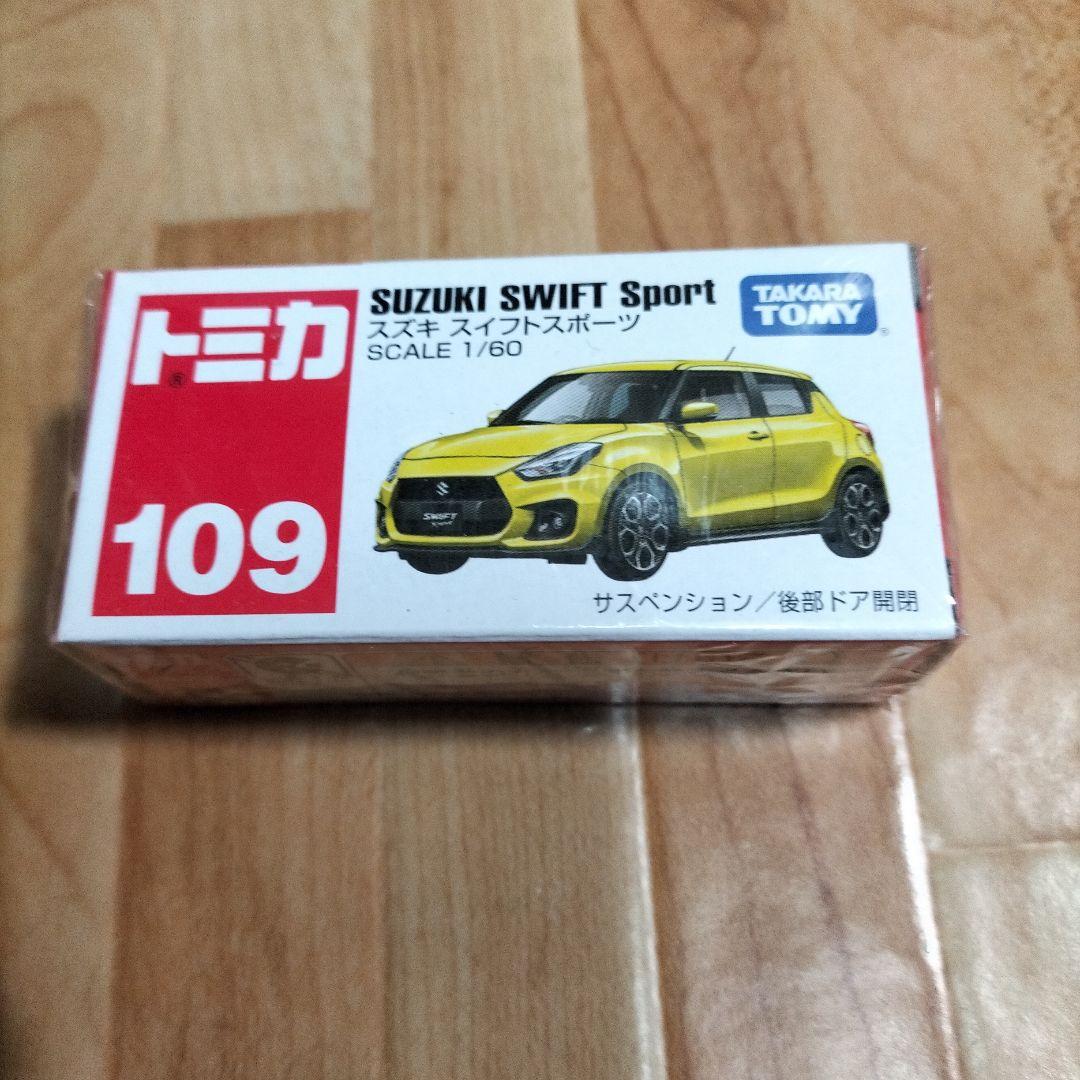 トミカ
®
109
SUZUKI SWIFT Sport
スズキ スイフトスポーツ
SCALE 1/60
TAKARA
TOMY
®
SWIFT
サスペンション/後部ドア開閉